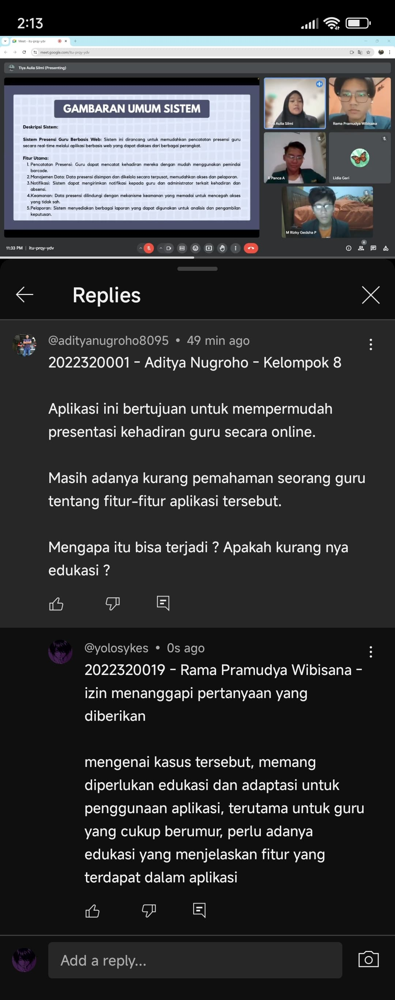 2:13
Meet - itu-prqy-ydv
meet.google.com/itu-prqy-ydv
Tiya Aulia Silmi (Presenting)
GAMBARAN UMUM SISTEM
Deskripsi Sistem:
Sistem Presensi Guru Berbasis Web: Sistem ini dirancang untuk memudahkan pencatatan presensi guru
secara real-time melalui aplikasi berbasis web yang dapat diakses dari berbagai perangkat.
Fitur Utama:
1. Pencatatan Presensi: Guru dapat mencatat kehadiran mereka dengan mudah menggunakan pemindai
barcode.
2.Manajemen Data: Data presensi disimpan dan dikelola secara terpusat, memudahkan akses dan pelaporan.
3.Notifikasi: Sistem dapat mengirimkan notifikasi kepada guru dan administrator terkait kehadiran dan
absensi.
4.Keamanan: Data presensi dilindungi dengan mekanisme keamanan yang memadai untuk mencegah akses
yang tidak sah.
5.Pelaporan: Sistem menyediakan berbagai laporan yang dapat digunakan untuk analisis dan pengambilan
keputusan.
Tiya Aulia Silmi
Rama Pramudya Wibisana
R Panca A
Lidia Gari
M Rizky Gedsha P
11:33 PM | itu-prqy-ydv
6
Replies
@adityanugroho8095 • 49 min ago
2022320001 - Aditya Nugroho - Kelompok 8
Aplikasi ini bertujuan untuk mempermudah
presentasi kehadiran guru secara online.
Masih adanya kurang pemahaman seorang guru
tentang fitur-fitur aplikasi tersebut.
Mengapa itu bisa terjadi ? Apakah kurang nya
edukasi ?
@yolosykes • 0s ago
2022320019 - Rama Pramudya Wibisana -
izin menanggapi pertanyaan yang
diberikan
mengenai kasus tersebut, memang
diperlukan edukasi dan adaptasi untuk
penggunaan aplikasi, terutama untuk guru
yang cukup berumur, perlu adanya
edukasi yang menjelaskan fitur yang
terdapat dalam aplikasi
Add a reply...